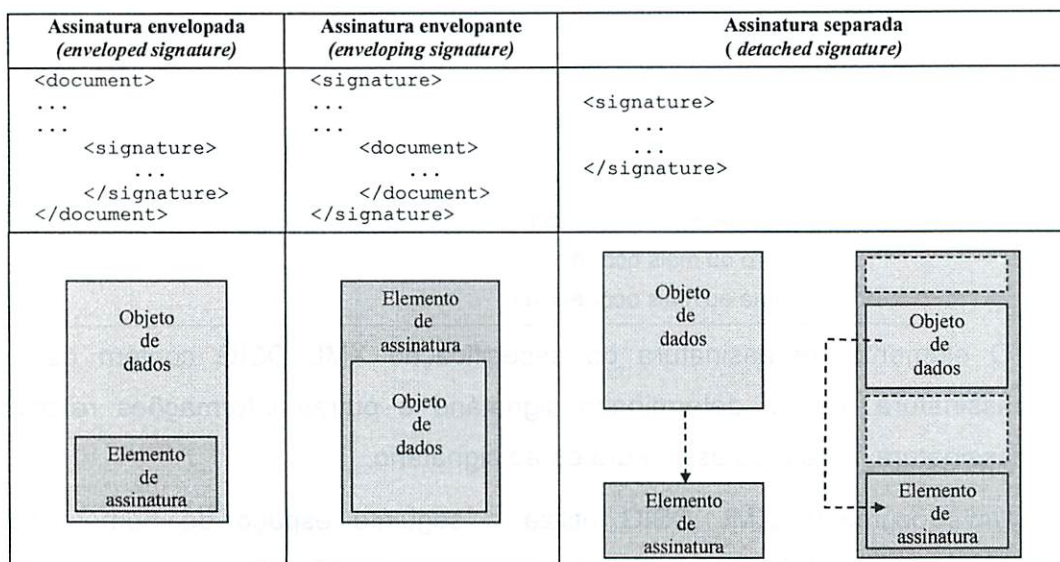 Assinatura envelopada
(enveloped signature)
Assinatura envelopante
(enveloping signature)
Assinatura separada
( detached signature)
<document>
...
...
<signature>
...
</signature>
</document>
<signature>
...
...
<document>
...
</document>
</signature>
<signature>
...
...
</signature>
Objeto
de
dados
Elemento
de
assinatura
Elemento
de
assinatura
Objeto
de
dados
Objeto
de
dados
Elemento
de
assinatura
Objeto
de
dados
Elemento
de
assinatura